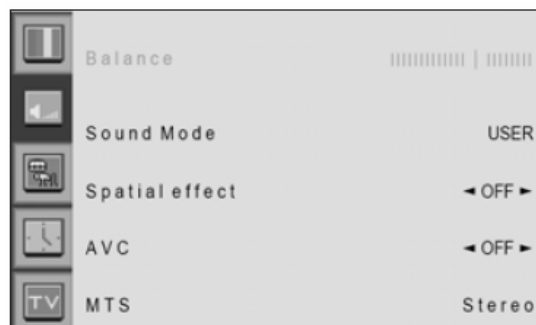 Balance
Sound Mode USER
Spatial effect ◄ OFF ►
AVC ◄ OFF ►
TV
MTS Stereo